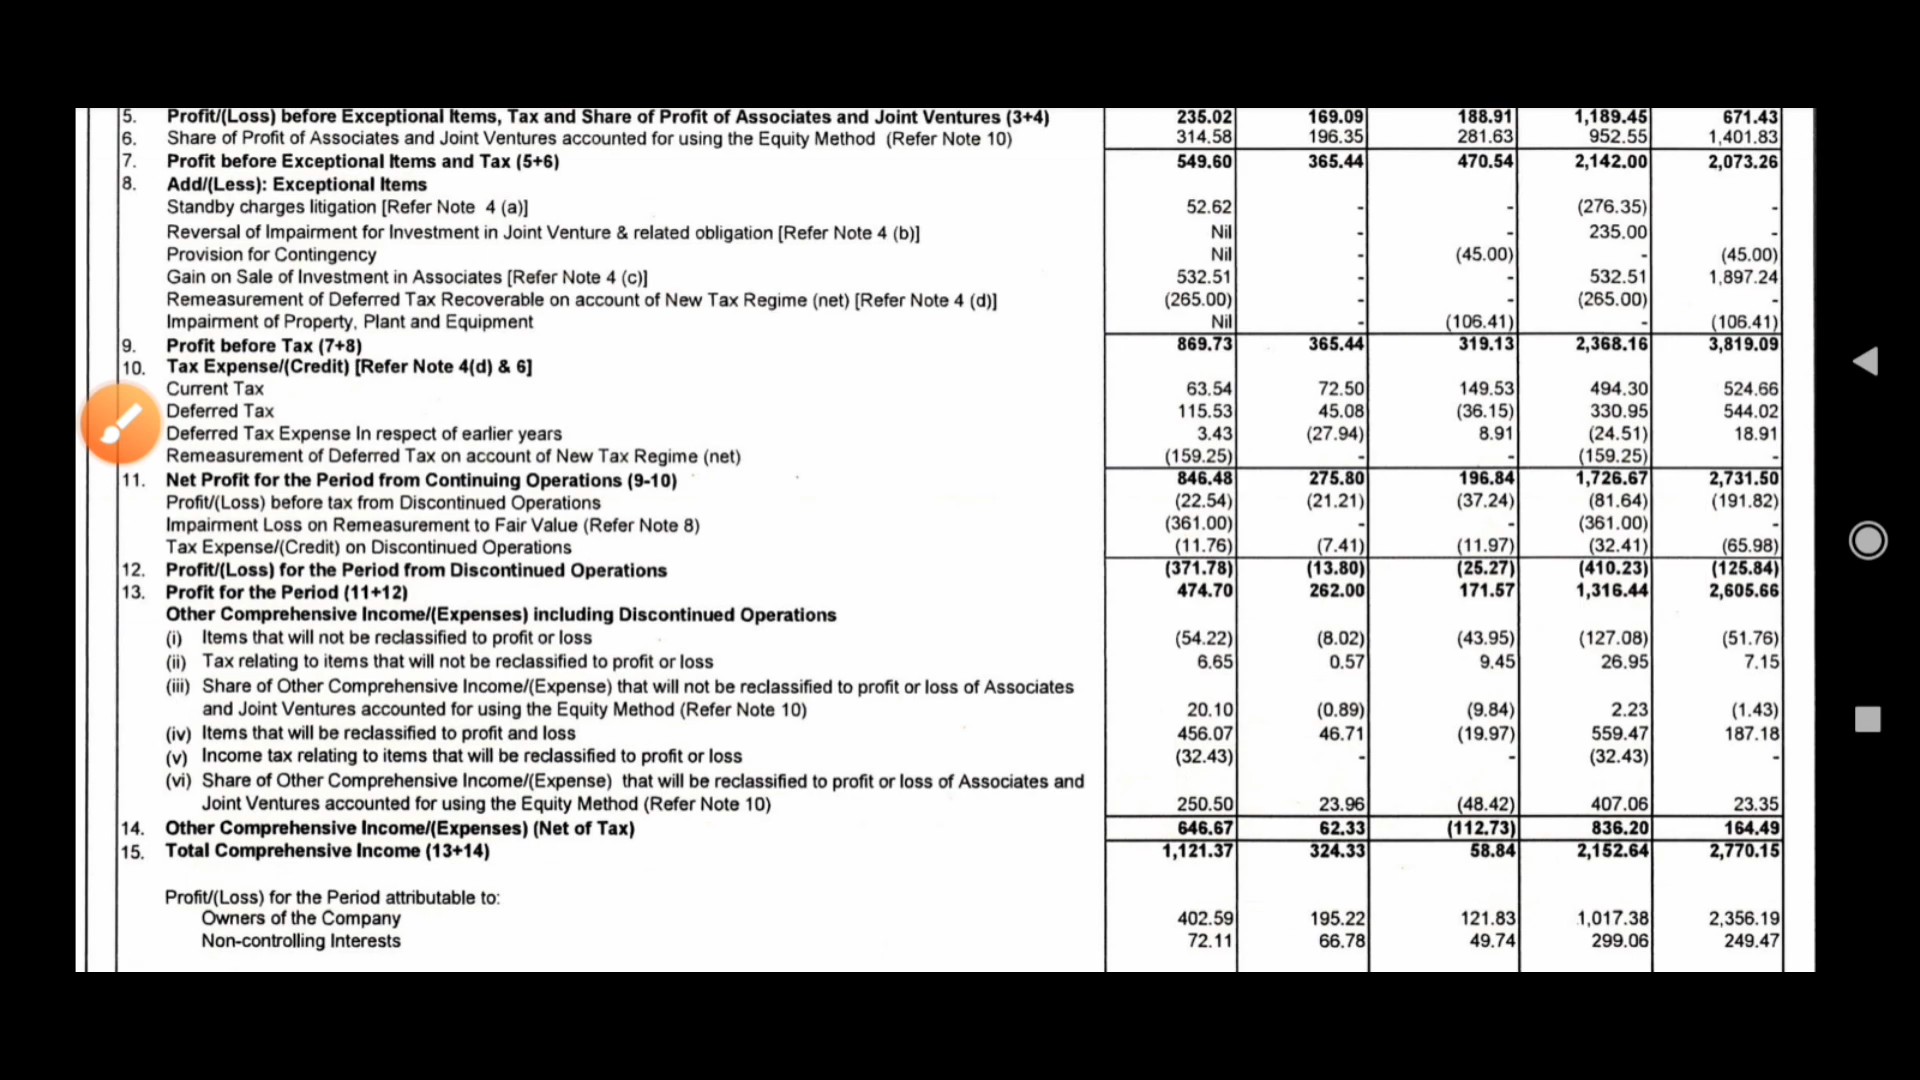 5. Profit/(Loss) before Exceptional Items, Tax and Share of Profit of Associates and Joint Ventures (3+4) 235.02 169.09 188.91 1,189.45 671.43
6. Share of Profit of Associates and Joint Ventures accounted for using the Equity Method (Refer Note 10) 314.58 196.35 281.63 952.55 1,401.83
7. Profit before Exceptional Items and Tax (5+6) 549.60 365.44 470.54 2,142.00 2,073.26
8. Add/(Less): Exceptional Items
Standby charges litigation [Refer Note 4 (a)] 52.62 - - (276.35) -
Reversal of Impairment for Investment in Joint Venture & related obligation [Refer Note 4 (b)] Nil - - 235.00 -
Provision for Contingency Nil - (45.00) - (45.00)
Gain on Sale of Investment in Associates [Refer Note 4 (c)] 532.51 - - 532.51 1,897.24
Remeasurement of Deferred Tax Recoverable on account of New Tax Regime (net) [Refer Note 4 (d)] (265.00) - - (265.00) -
Impairment of Property, Plant and Equipment Nil - (106.41) - (106.41)
9. Profit before Tax (7+8) 869.73 365.44 319.13 2,368.16 3,819.09
10. Tax Expense/(Credit) [Refer Note 4(d) & 6]
Current Tax 63.54 72.50 149.53 494.30 524.66
Deferred Tax 115.53 45.08 (36.15) 330.95 544.02
Deferred Tax Expense In respect of earlier years 3.43 (27.94) 8.91 (24.51) 18.91
Remeasurement of Deferred Tax on account of New Tax Regime (net) (159.25) - - (159.25) -
11. Net Profit for the Period from Continuing Operations (9-10) 846.48 275.80 196.84 1,726.67 2,731.50
Profit/(Loss) before tax from Discontinued Operations (22.54) (21.21) (37.24) (81.64) (191.82)
Impairment Loss on Remeasurement to Fair Value (Refer Note 8) (361.00) - - (361.00) -
Tax Expense/(Credit) on Discontinued Operations (11.76) (7.41) (11.97) (32.41) (65.98)
12. Profit/(Loss) for the Period from Discontinued Operations (371.78) (13.80) (25.27) (410.23) (125.84)
13. Profit for the Period (11+12) 474.70 262.00 171.57 1,316.44 2,605.66
Other Comprehensive Income/(Expenses) including Discontinued Operations
(i) Items that will not be reclassified to profit or loss (54.22) (8.02) (43.95) (127.08) (51.76)
(ii) Tax relating to items that will not be reclassified to profit or loss 6.65 0.57 9.45 26.95 7.15
(iii) Share of Other Comprehensive Income/(Expense) that will not be reclassified to profit or loss of Associates
and Joint Ventures accounted for using the Equity Method (Refer Note 10) 20.10 (0.89) (9.84) 2.23 (1.43)
(iv) Items that will be reclassified to profit and loss 456.07 46.71 (19.97) 559.47 187.18
(v) Income tax relating to items that will be reclassified to profit or loss (32.43) - - (32.43) -
(vi) Share of Other Comprehensive Income/(Expense) that will be reclassified to profit or loss of Associates and
Joint Ventures accounted for using the Equity Method (Refer Note 10) 250.50 23.96 (48.42) 407.06 23.35
14. Other Comprehensive Income/(Expenses) (Net of Tax) 646.67 62.33 (112.73) 836.20 164.49
15. Total Comprehensive Income (13+14) 1,121.37 324.33 58.84 2,152.64 2,770.15
Profit/(Loss) for the Period attributable to:
Owners of the Company 402.59 195.22 121.83 1,017.38 2,356.19
Non-controlling Interests 72.11 66.78 49.74 299.06 249.47